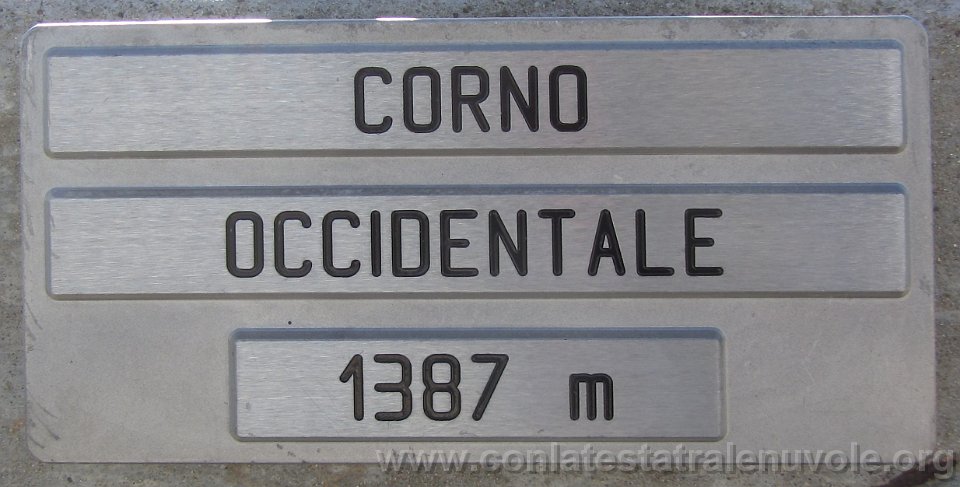 CORNO
OCCIDENTALE
1387 m
www.conlatestatralenuvole.org